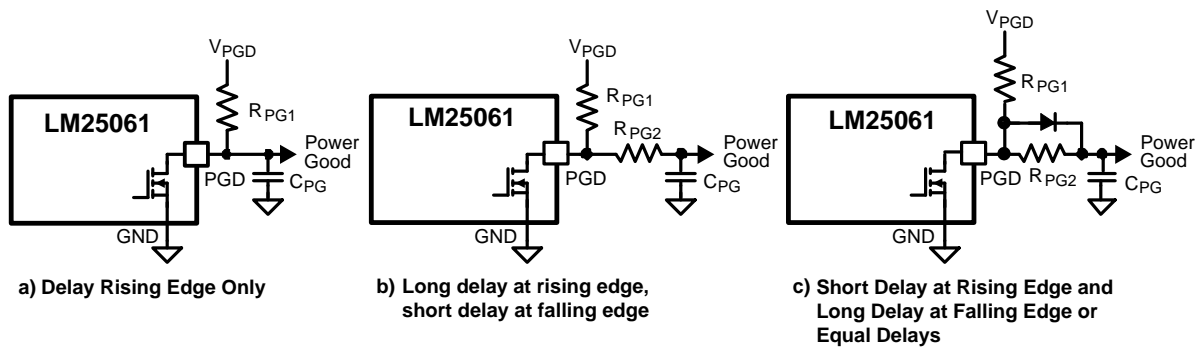 VPGD
RPG1
LM25061
Power
Good
PGD
CPG
GND
a) Delay Rising Edge Only
VPGD
RPG1
LM25061
RPG2
Power
Good
PGD
CPG
GND
b) Long delay at rising edge,
short delay at falling edge
VPGD
RPG1
LM25061
Power
Good
PGD
RPG2
CPG
GND
c) Short Delay at Rising Edge and
Long Delay at Falling Edge or
Equal Delays